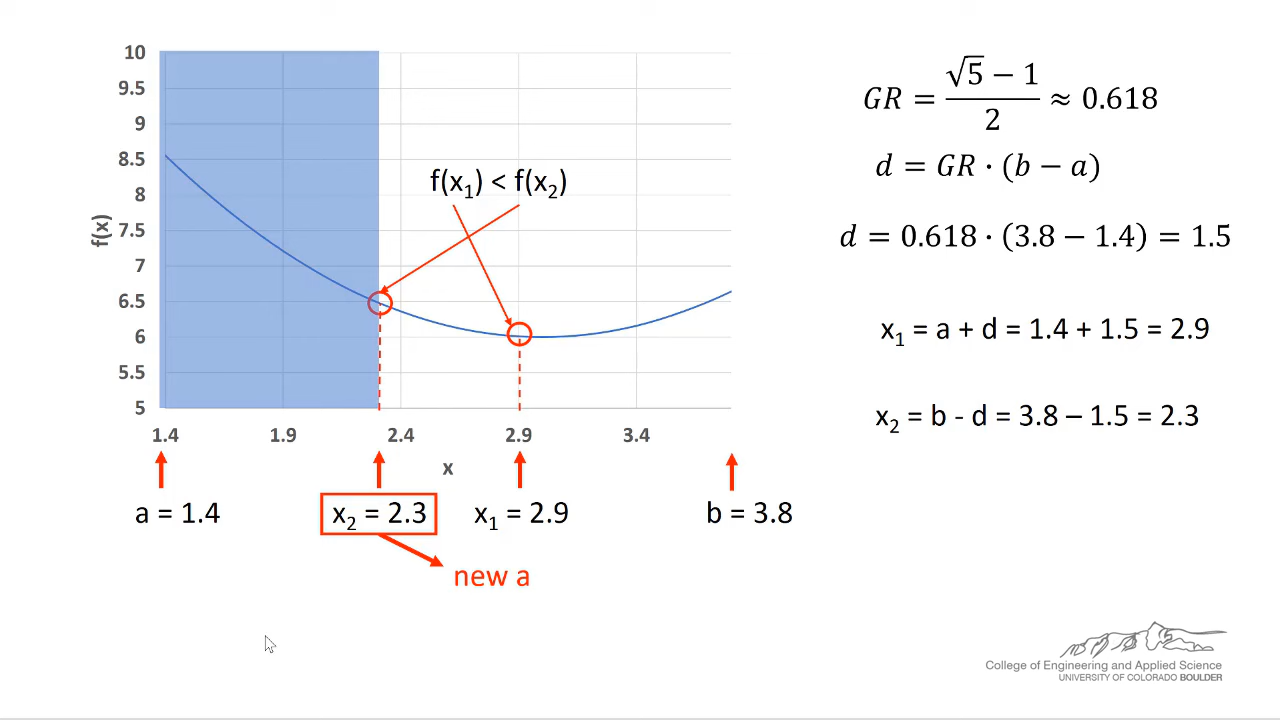 10
9.5
9
8.5
8
7.5
7
6.5
6
5.5
5
f(x)
1.4 1.9 2.4 2.9 3.4
x
f(x₁) < f(x₂)
a = 1.4
x₂ = 2.3
x₁ = 2.9
b = 3.8
new a
GR = (√5 − 1)/2 ≈ 0.618
d = GR · (b − a)
d = 0.618 · (3.8 − 1.4) = 1.5
x₁ = a + d = 1.4 + 1.5 = 2.9
x₂ = b - d = 3.8 – 1.5 = 2.3
College of Engineering and Applied Science
UNIVERSITY OF COLORADO BOULDER